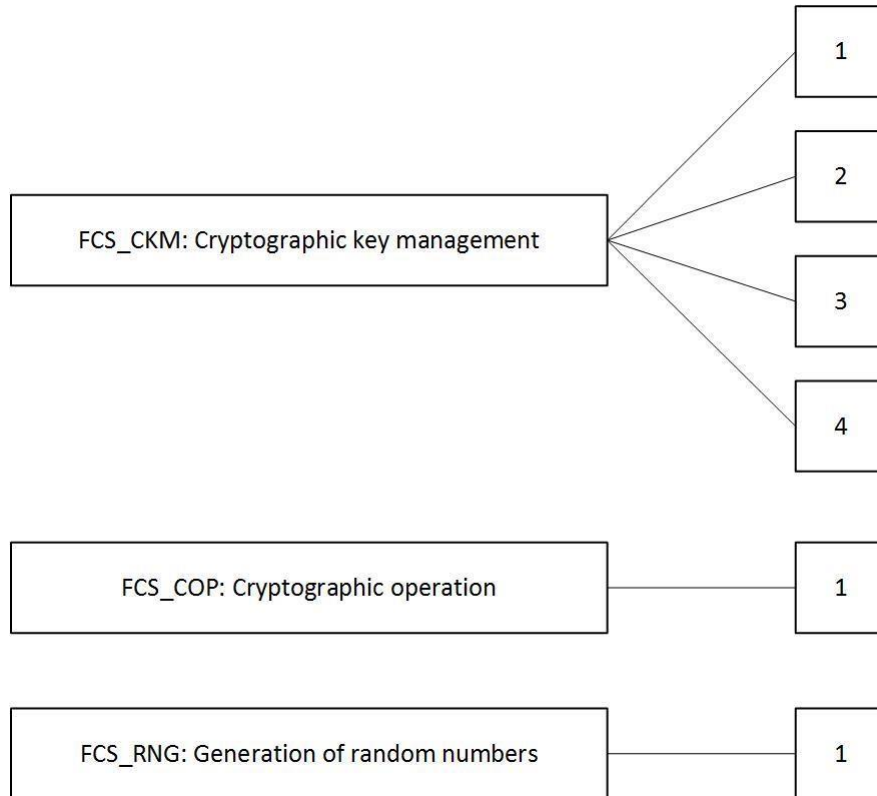 1
2
FCS_CKM: Cryptographic key management
3
4
FCS_COP: Cryptographic operation
1
FCS_RNG: Generation of random numbers
1